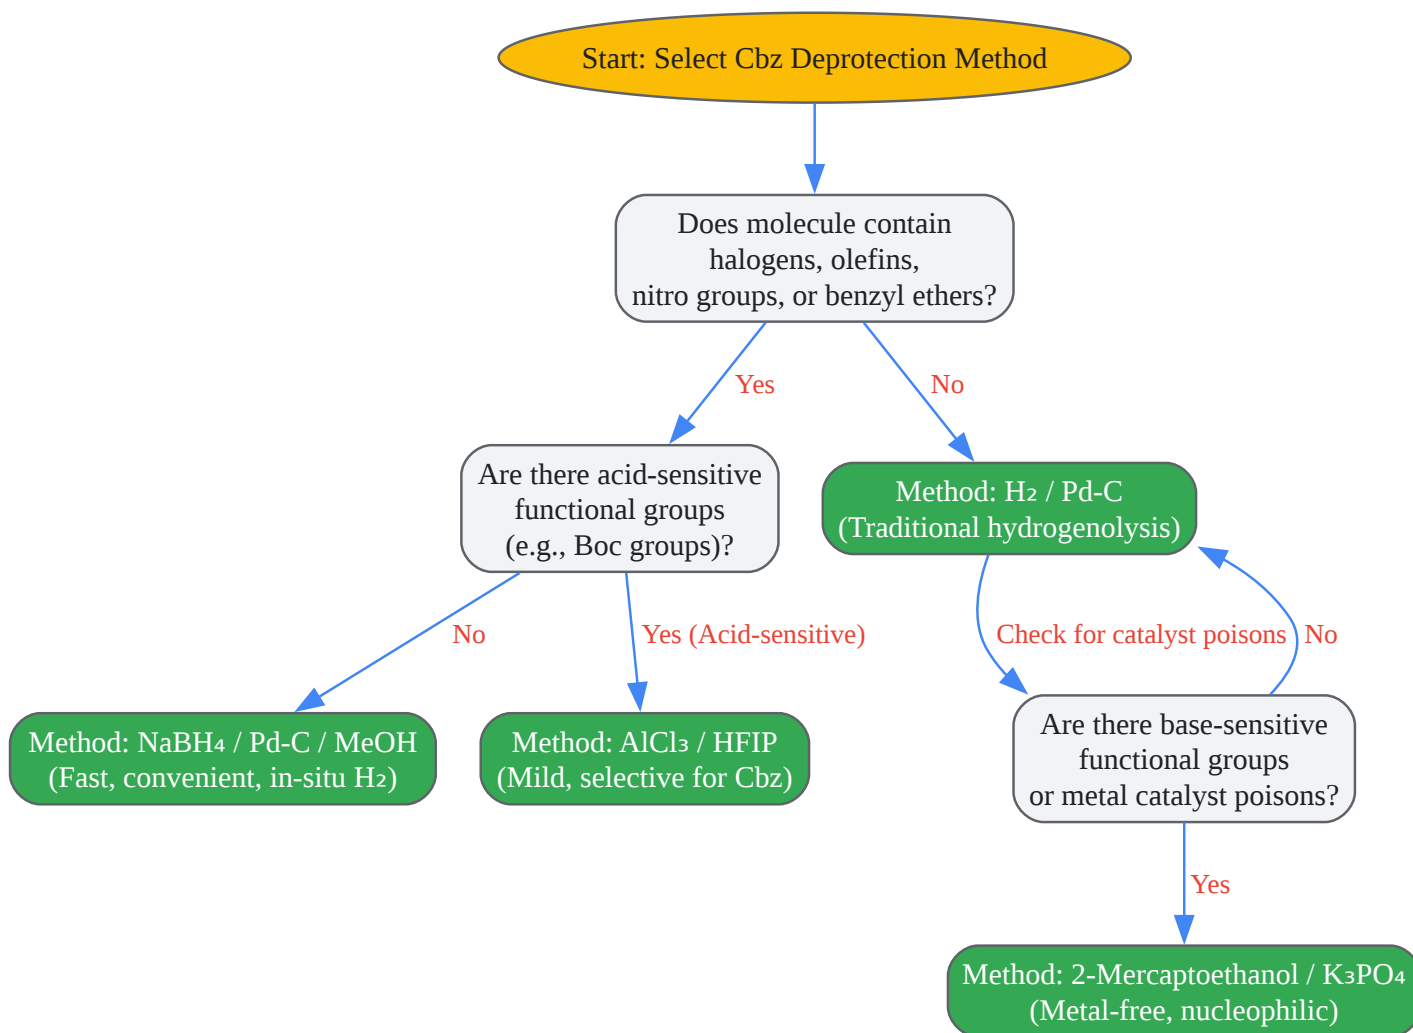 Start: Select Cbz Deprotection Method
Does molecule contain
halogens, olefins,
nitro groups, or benzyl ethers?
Yes
No
Are there acid-sensitive
functional groups
(e.g., Boc groups)?
Method: H₂ / Pd-C
(Traditional hydrogenolysis)
No
Yes (Acid-sensitive)
Check for catalyst poisons
No
Method: NaBH₄ / Pd-C / MeOH
(Fast, convenient, in-situ H₂)
Method: AlCl₃ / HFIP
(Mild, selective for Cbz)
Are there base-sensitive
functional groups
or metal catalyst poisons?
Yes
Method: 2-Mercaptoethanol / K₃PO₄
(Metal-free, nucleophilic)